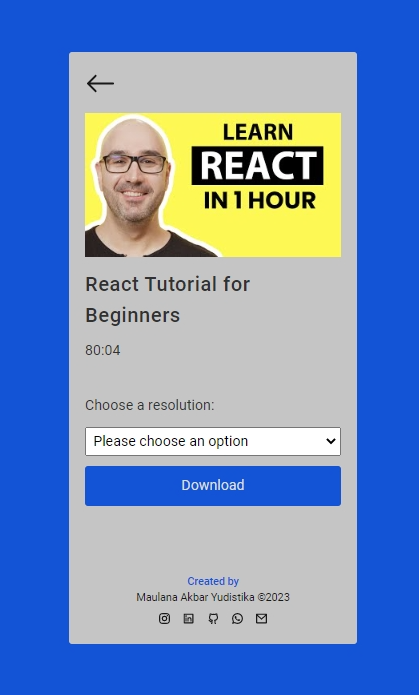 LEARN
REACT
IN 1 HOUR
React Tutorial for
Beginners
80:04
Choose a resolution:
Please choose an option
Download
Created by
Maulana Akbar Yudistika ©2023